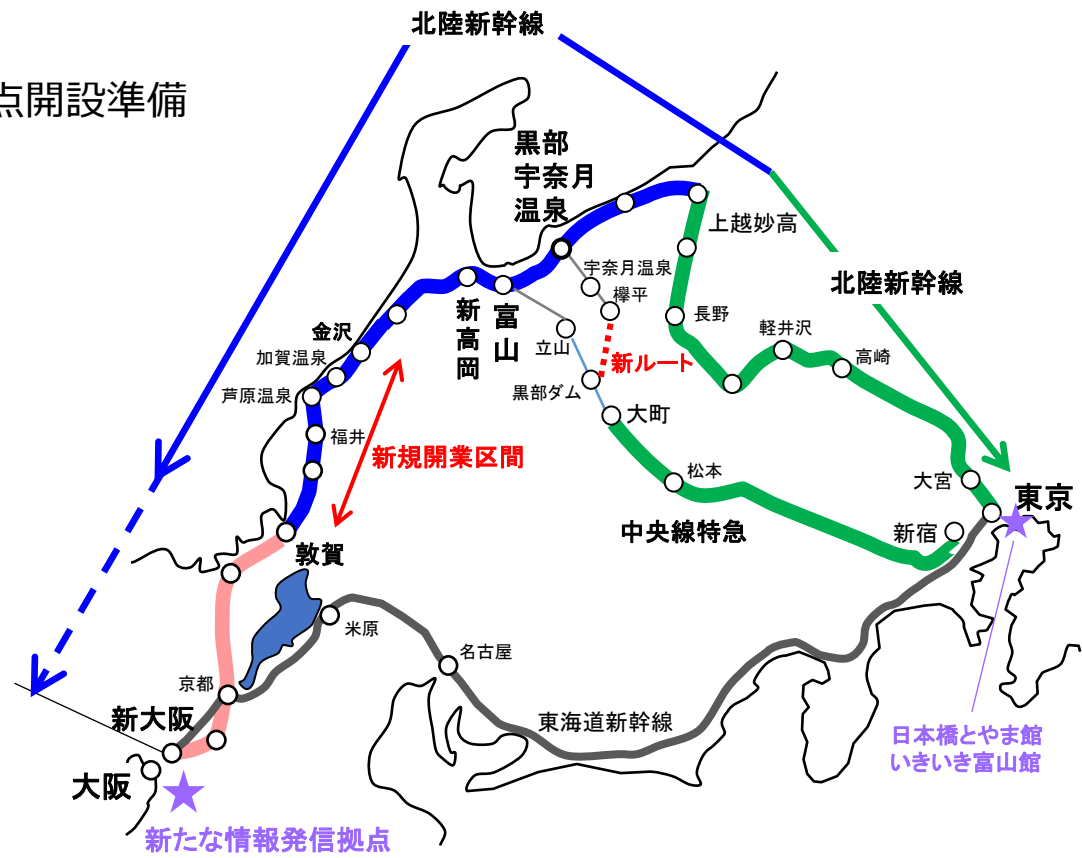 北陸新幹線
点開設準備
黒部
宇奈月
温泉
上越妙高
宇奈月温泉
欅平
北陸新幹線
新高岡
富山
金沢
長野
軽井沢
立山
新ルート
加賀温泉
高崎
黒部ダム
芦原温泉
大町
福井
新規開業区間
松本
大宮
東京
中央線特急
新宿
敦賀
米原
名古屋
京都
新大阪
東海道新幹線
日本橋とやま館
いきいき富山館
大阪
新たな情報発信拠点